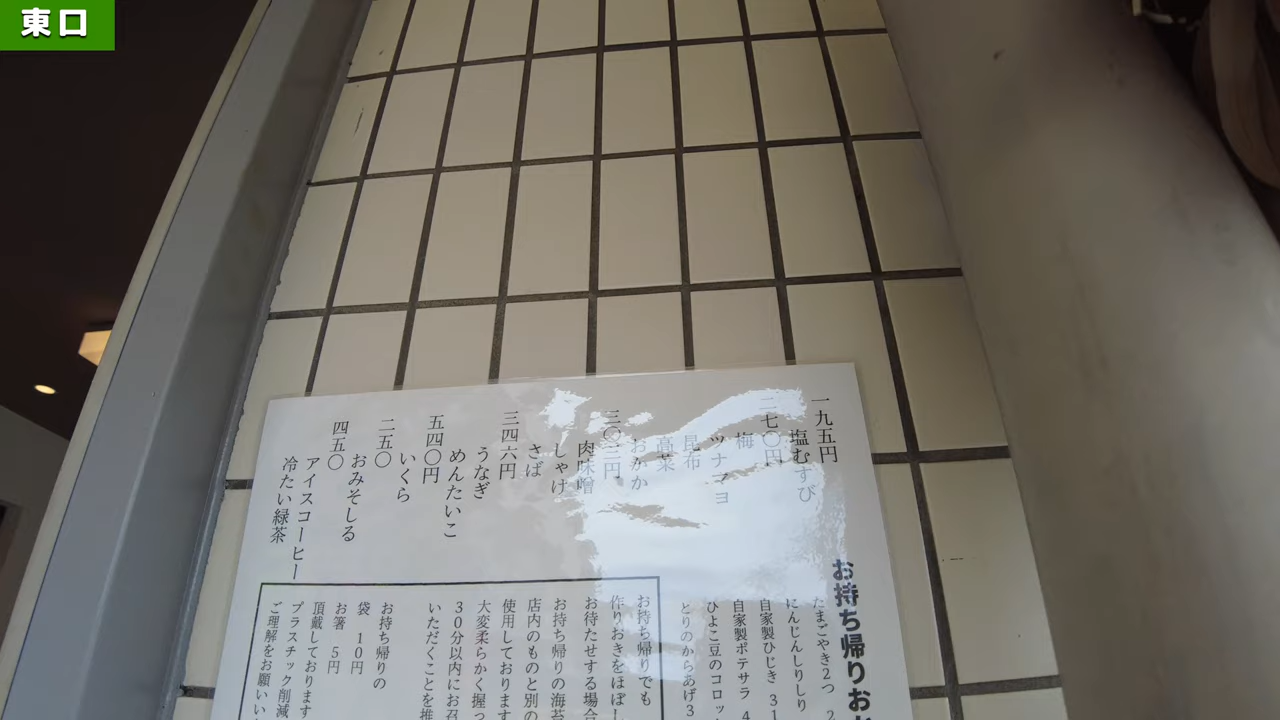 東口
お持ち帰りお
一九五円
塩むすび
二七〇円
梅
ツナマヨ
昆布
高菜
おかか
三〇三円
肉味噌
しゃけ
さば
三四六円
うなぎ
めんたいこ
五四〇円
いくら
二五〇
おみそしる
四五〇
アイスコーヒー
冷たい緑茶
たまごやき2つ 2
にんじんしりしり
自家製ひじき 31
自家製ポテサラ 4
ひよこ豆のコロッ
とりのからあげ3
お持ち帰りでも
作りおきをほぼし
お待たせする場合
お持ち帰りの海苔
店内のものと別の
使用しております
大変柔らかく握っ
30分以内にお召
いただくことを推
お持ち帰りの
袋 10円
お箸 5円
頂戴しております
プラスチック削減
ご理解をお願いい